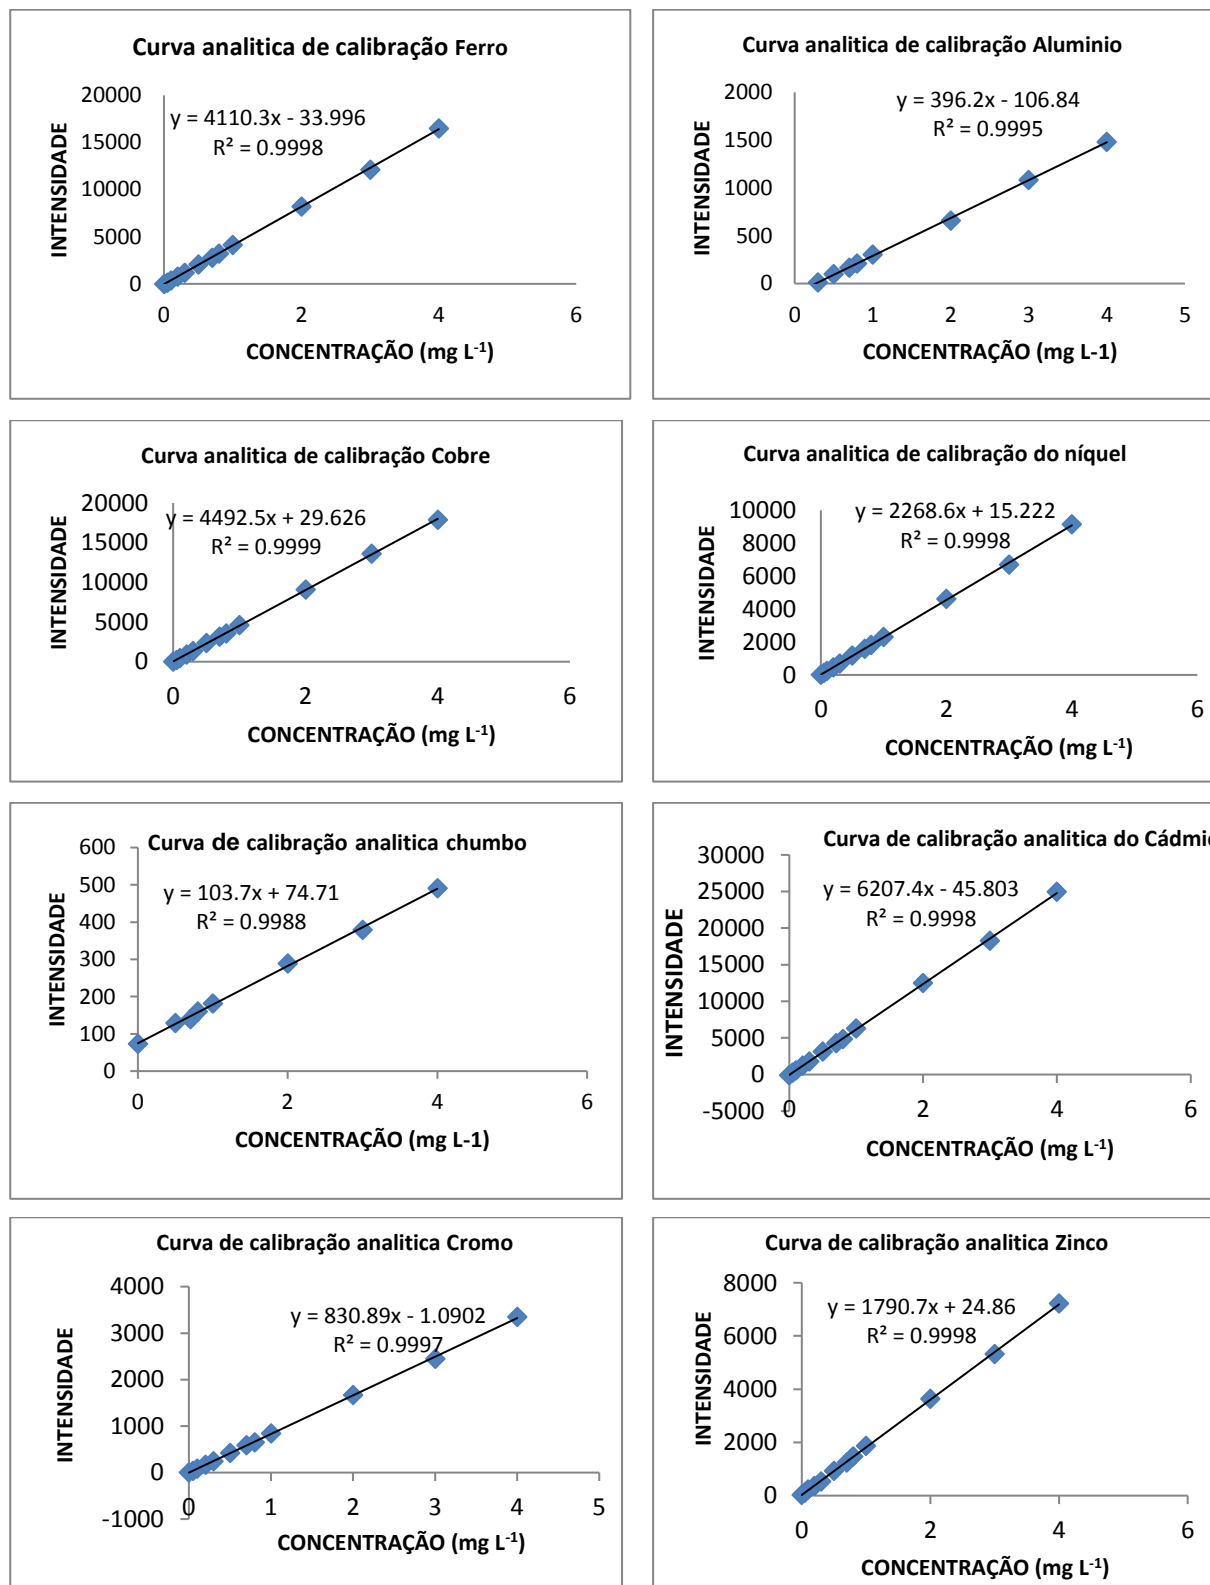 Curva analitica de calibração Ferro
20000
15000
10000
5000
0
y = 4110.3x - 33.996
R² = 0.9998
INTENSIDADE
0 2 4 6
CONCENTRAÇÃO (mg L-1)
Curva analitica de calibração Aluminio
2000
1500
1000
500
0
y = 396.2x - 106.84
R² = 0.9995
INTENSIDADE
0 1 2 3 4 5
CONCENTRAÇÃO (mg L-1)
Curva analitica de calibração Cobre
20000
15000
10000
5000
0
y = 4492.5x + 29.626
R² = 0.9999
INTENSIDADE
0 2 4 6
CONCENTRAÇÃO (mg L-1)
Curva analitica de calibração do níquel
10000
8000
6000
4000
2000
0
y = 2268.6x + 15.222
R² = 0.9998
INTENSIDADE
0 2 4 6
CONCENTRAÇÃO (mg L-1)
Curva de calibração analitica chumbo
600
500
400
300
200
100
0
y = 103.7x + 74.71
R² = 0.9988
INTENSIDADE
0 2 4 6
CONCENTRAÇÃO (mg L-1)
Curva de calibração analitica do Cádmio
30000
25000
20000
15000
10000
5000
0
-5000
y = 6207.4x - 45.803
R² = 0.9998
INTENSIDADE
0 2 4 6
CONCENTRAÇÃO (mg L-1)
Curva de calibração analitica Cromo
4000
3000
2000
1000
0
-1000
y = 830.89x - 1.0902
R² = 0.9997
INTENSIDADE
0 1 2 3 4 5
CONCENTRAÇÃO (mg L-1)
Curva de calibração analitica Zinco
8000
6000
4000
2000
0
y = 1790.7x + 24.86
R² = 0.9998
INTENSIDADE
0 2 4 6
CONCENTRAÇÃO (mg L-1)